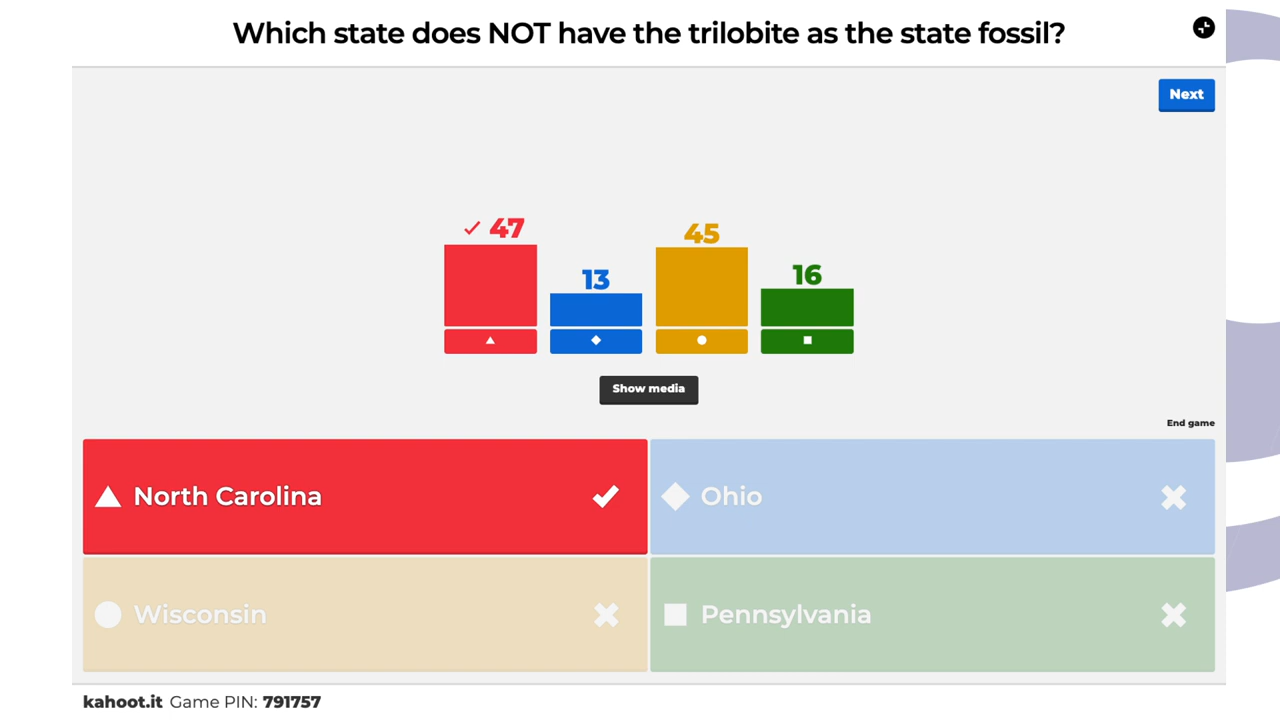 Which state does NOT have the trilobite as the state fossil?
Next
47
13
45
16
Show media
End game
North Carolina
Ohio
Wisconsin
Pennsylvania
kahoot.it Game PIN: 791757